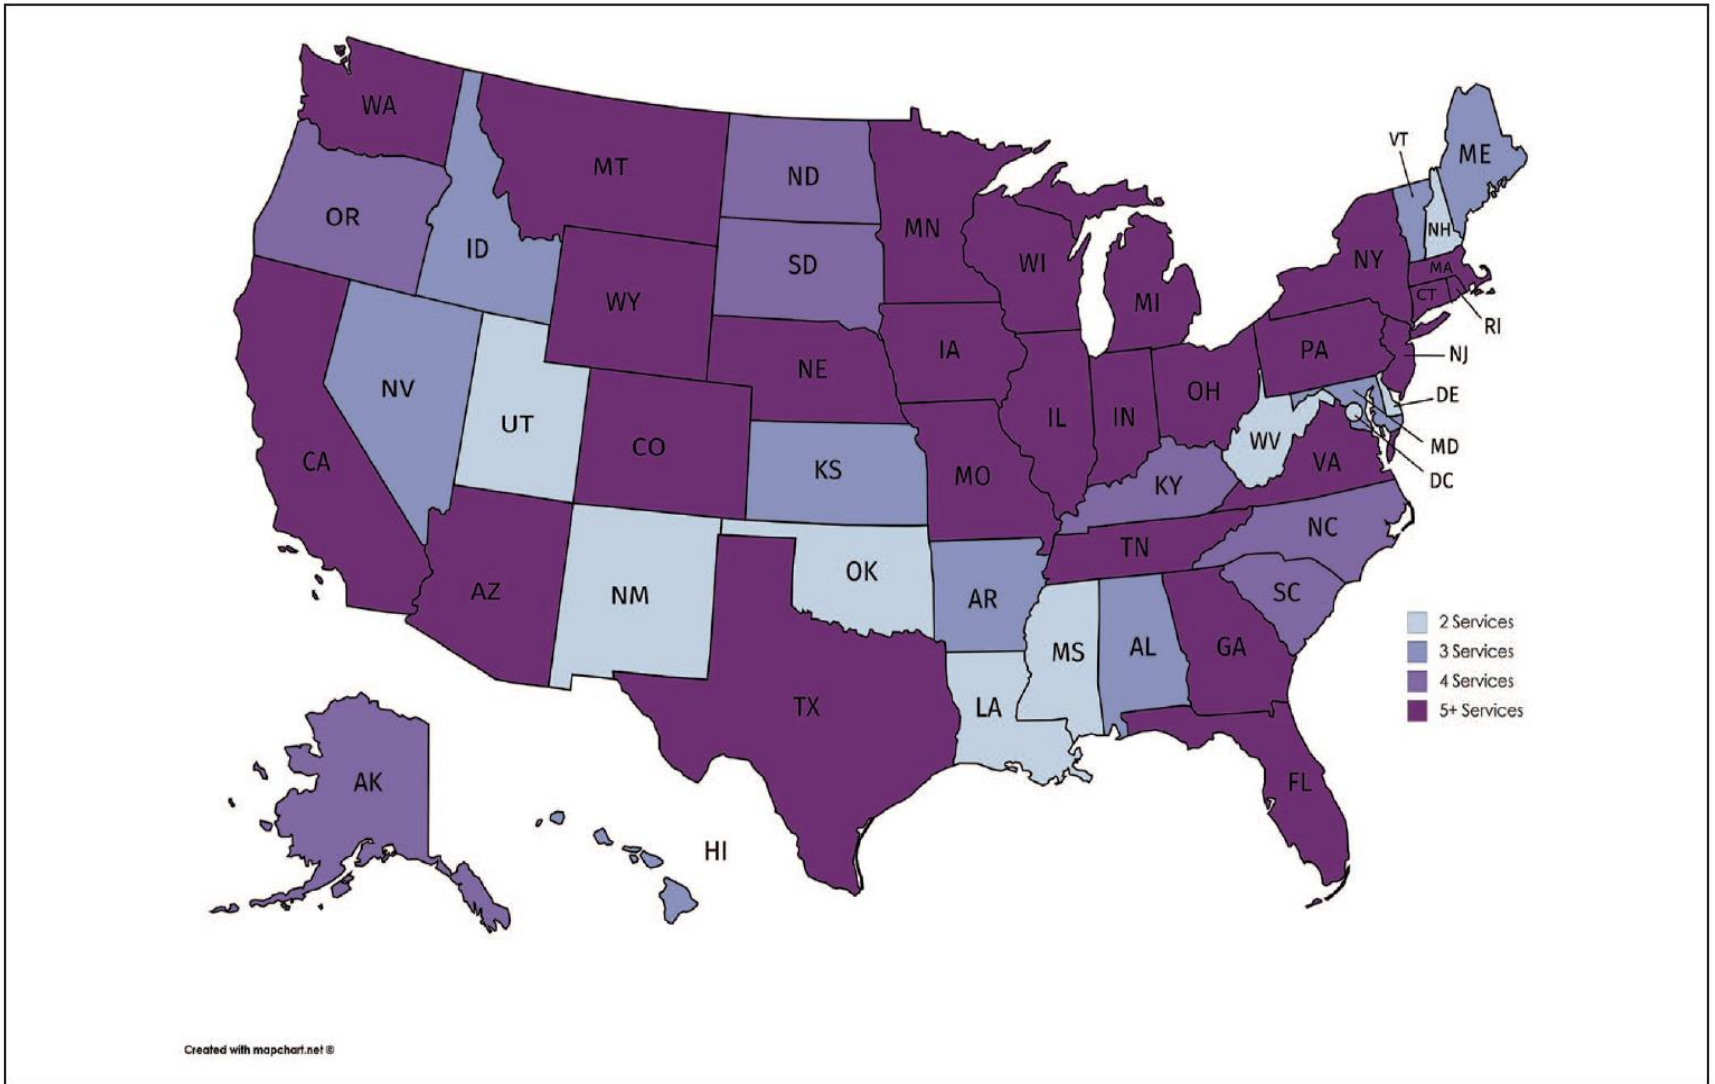 WA
MT
ND
MN
VT
ME
OR
ID
SD
WI
NH
NY
MA
CT
RI
WY
MI
IA
PA
NJ
NE
NV
UT
CO
IL
IN
OH
DE
WV
MD
DC
CA
KS
MO
KY
VA
NC
TN
AZ
NM
OK
AR
SC
MS
AL
GA
TX
LA
FL
AK
HI
2 Services
3 Services
4 Services
5+ Services
Created with mapchart.net ©